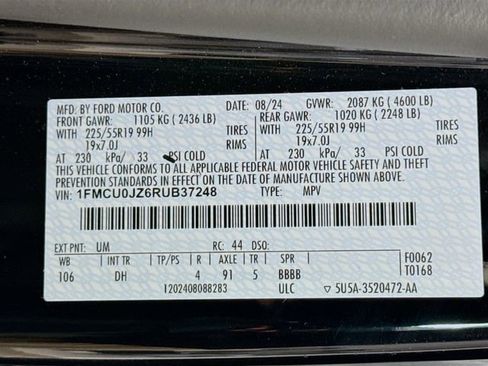 MFD. BY FORD MOTOR CO.
DATE: 08/24 GVWR: 2087 KG ( 4600 LB)
FRONT GAWR: 1105 KG ( 2436 LB) REAR GAWR: 1020 KG ( 2248 LB)
WITH 225/55R19 99H TIRES WITH 225/55R19 99H TIRES
19x7.0J RIMS 19x7.0J RIMS
AT 230 kPa/ 33 PSI COLD AT 230 kPa/ 33 PSI COLD
THIS VEHICLE CONFORMS TO ALL APPLICABLE FEDERAL MOTOR VEHICLE SAFETY AND THEFT
PREVENTION STANDARDS IN EFFECT ON THE DATE OF MANUFACTURE SHOWN ABOVE.
VIN: 1FMCU0JZ6RUB37248 TYPE: MPV
EXT PNT: UM RC: 44 DSO:
WB INT TR TP/PS R AXLE TR SPR F0062
106 DH 4 91 5 BBBB T0168
1202408088283 ULC ▽ 5U5A-3520472-AA